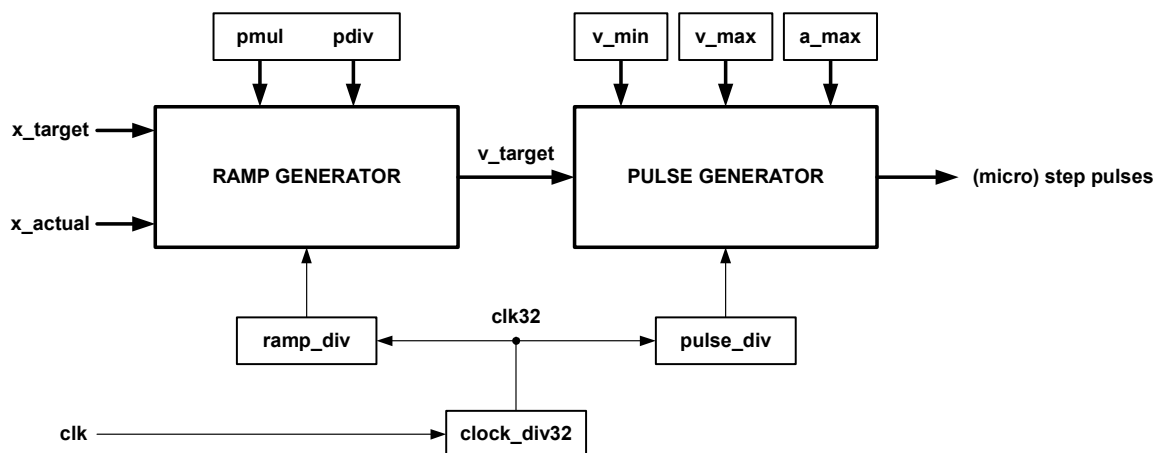 pmul pdiv v_min v_max a_max
x_target
v_target
RAMP GENERATOR PULSE GENERATOR (micro) step pulses
x_actual
clk32
ramp_div pulse_div
clk clock_div32